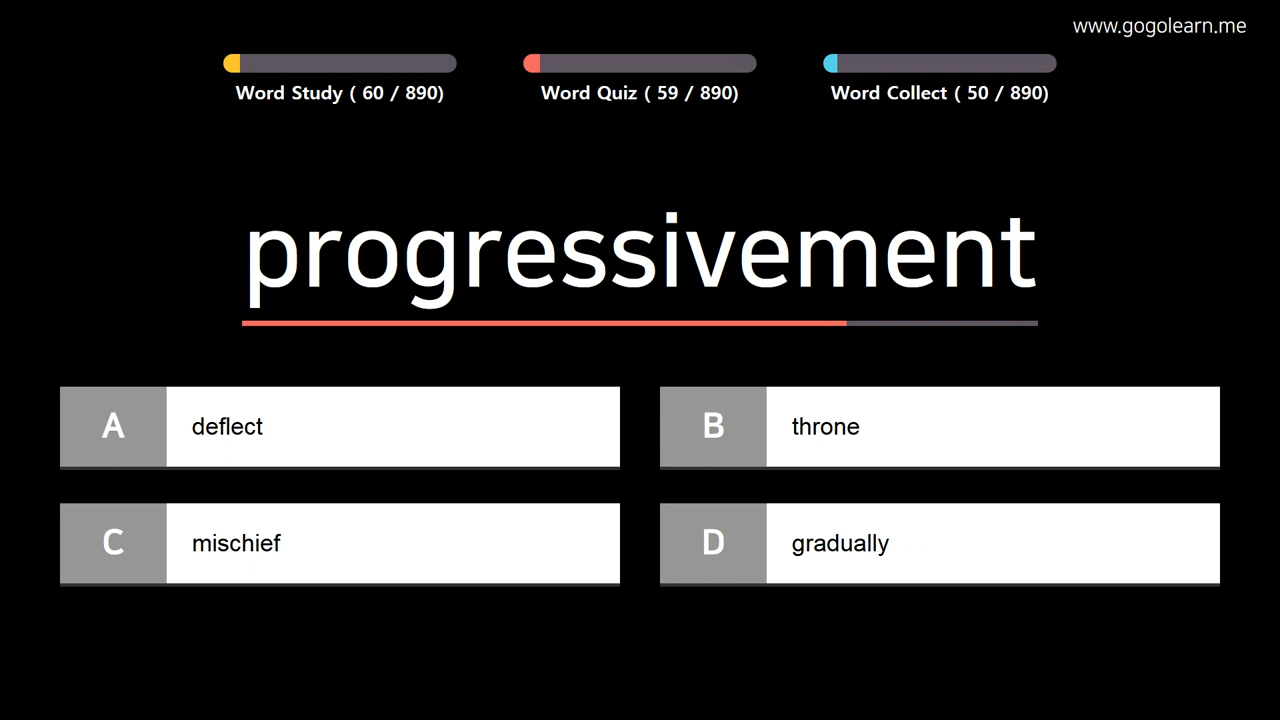 www.gogolearn.me
Word Study ( 60 / 890)
Word Quiz ( 59 / 890)
Word Collect ( 50 / 890)
progressivement
A deflect
B throne
C mischief
D gradually